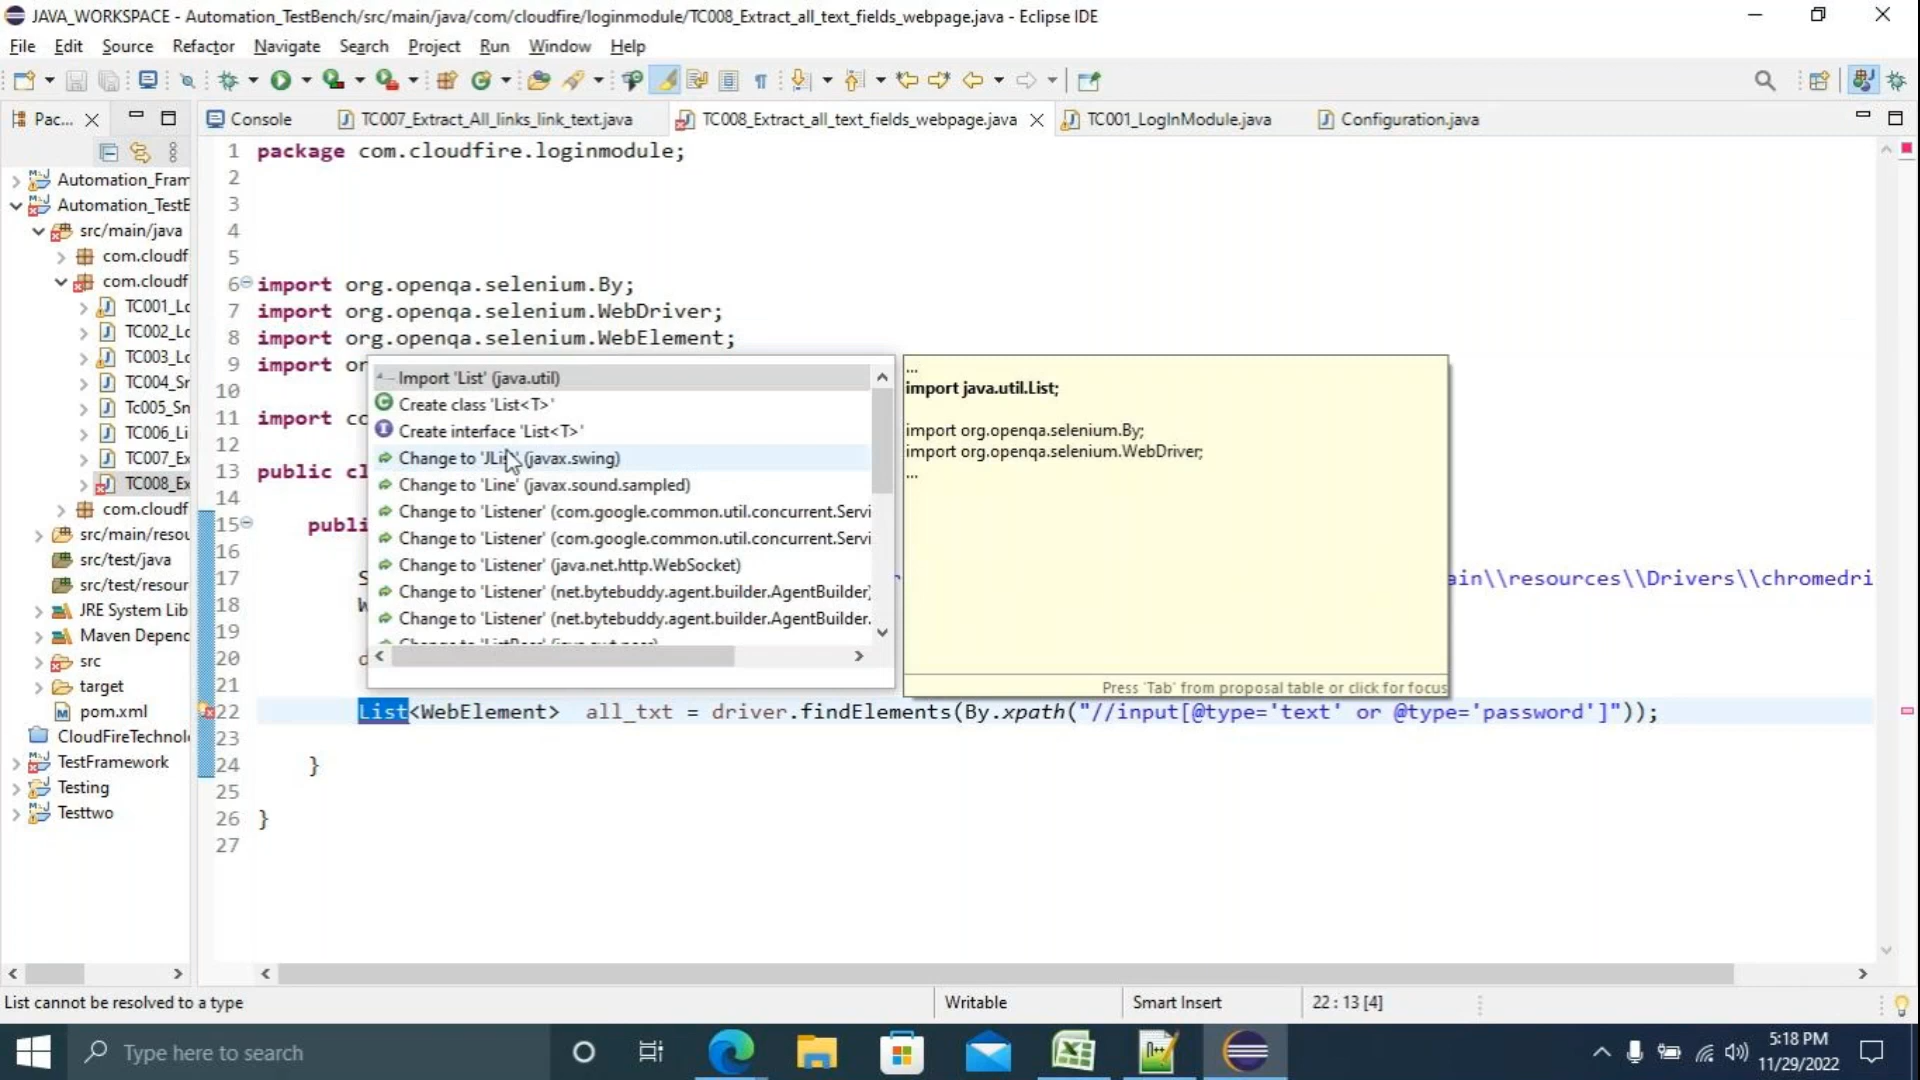 JAVA_WORKSPACE - Automation_TestBench/src/main/java/com/cloudfire/loginmodule/TC008_Extract_all_text_fields_webpage.java - Eclipse IDE
File Edit Source Refactor Navigate Search Project Run Window Help
Pac...
Console
TC007_Extract_All_links_link_text.java
TC008_Extract_all_text_fields_webpage.java
TC001_LogInModule.java
Configuration.java
Automation_Fram
Automation_TestB
src/main/java
com.cloudf
com.cloudf
TC001_Lo
TC002_Lo
TC003_Lo
TC004_Sn
Tc005_Sn
TC006_Li
TC007_Ex
TC008_Ex
com.cloudf
src/main/resou
src/test/java
src/test/resour
JRE System Lib
Maven Depend
src
target
pom.xml
CloudFireTechnolo
TestFramework
Testing
Testtwo
1 package com.cloudfire.loginmodule;
2
3
4
5
6 import org.openqa.selenium.By;
7 import org.openqa.selenium.WebDriver;
8 import org.openqa.selenium.WebElement;
9 import or
10
11 import co
12
13 public cl
14
15 publi
16
17 S ain\\resources\\Drivers\\chromedri
18 W
19
20 d
21
22 List<WebElement> all_txt = driver.findElements(By.xpath("//input[@type='text' or @type='password']"));
23
24 }
25
26 }
27
Import 'List' (java.util)
Create class 'List<T>'
Create interface 'List<T>'
Change to 'JList' (javax.swing)
Change to 'Line' (javax.sound.sampled)
Change to 'Listener' (com.google.common.util.concurrent.Servi
Change to 'Listener' (com.google.common.util.concurrent.Servi
Change to 'Listener' (java.net.http.WebSocket)
Change to 'Listener' (net.bytebuddy.agent.builder.AgentBuilder)
Change to 'Listener' (net.bytebuddy.agent.builder.AgentBuilder.
...
import java.util.List;
import org.openqa.selenium.By;
import org.openqa.selenium.WebDriver;
...
Press 'Tab' from proposal table or click for focus
List cannot be resolved to a type
Writable
Smart Insert
22 : 13 [4]
Type here to search
5:18 PM
11/29/2022